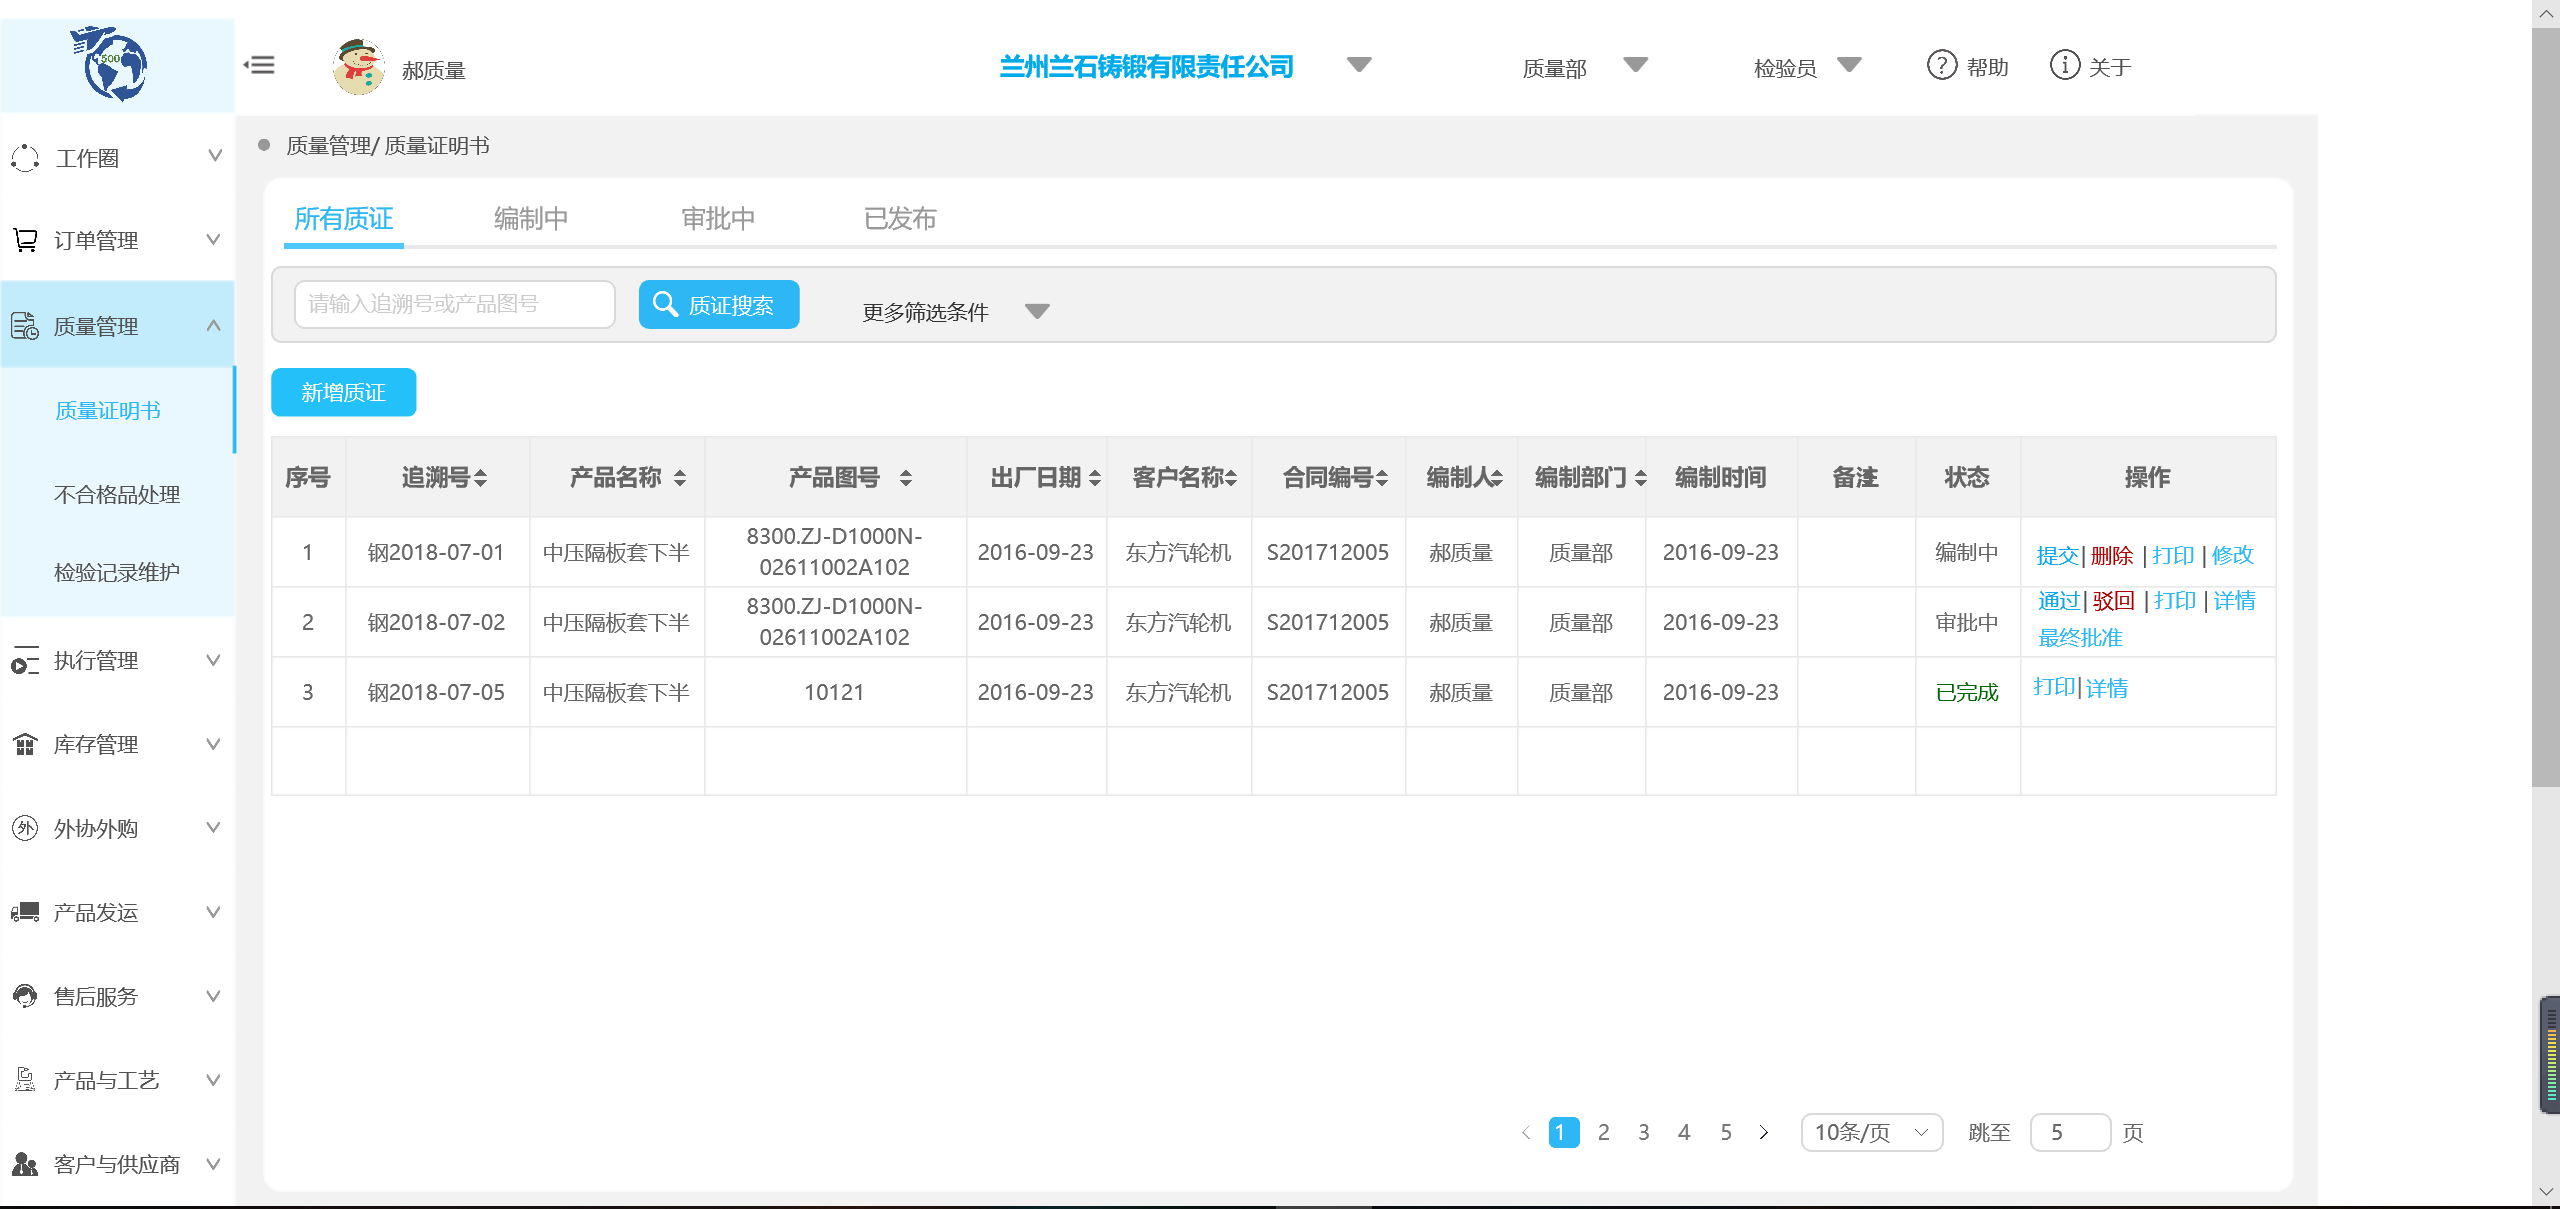 500
郝质量
兰州兰石铸锻有限责任公司
质量部
检验员
? 帮助
i 关于
工作圈
订单管理
质量管理
质量证明书
不合格品处理
检验记录维护
执行管理
库存管理
外 外协外购
产品发运
售后服务
产品与工艺
客户与供应商
质量管理/ 质量证明书
所有质证 编制中 审批中 已发布
请输入追溯号或产品图号
质证搜索
更多筛选条件
新增质证
序号 追溯号 产品名称 产品图号 出厂日期 客户名称 合同编号 编制人 编制部门 编制时间 备注 状态 操作
1 钢2018-07-01 中压隔板套下半 8300.ZJ-D1000N-02611002A102 2016-09-23 东方汽轮机 S201712005 郝质量 质量部 2016-09-23 编制中 提交| 删除 |打印 |修改
2 钢2018-07-02 中压隔板套下半 8300.ZJ-D1000N-02611002A102 2016-09-23 东方汽轮机 S201712005 郝质量 质量部 2016-09-23 审批中 通过| 驳回 |打印 |详情
最终批准
3 钢2018-07-05 中压隔板套下半 10121 2016-09-23 东方汽轮机 S201712005 郝质量 质量部 2016-09-23 已完成 打印|详情
< 1 2 3 4 5 > 10条/页 跳至 5 页